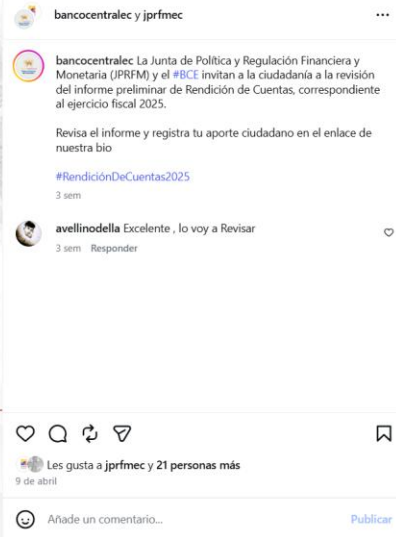 bancocentralec y jprfmec
bancocentralec La Junta de Política y Regulación Financiera y
Monetaria (JPRFM) y el #BCE invitan a la ciudadanía a la revisión
del informe preliminar de Rendición de Cuentas, correspondiente
al ejercicio fiscal 2025.
Revisa el informe y registra tu aporte ciudadano en el enlace de
nuestra bio
#RendiciónDeCuentas2025
3 sem
avellinodella Excelente , lo voy a Revisar
3 sem Responder
Les gusta a jprfmec y 21 personas más
9 de abril
Añade un comentario...
Publicar